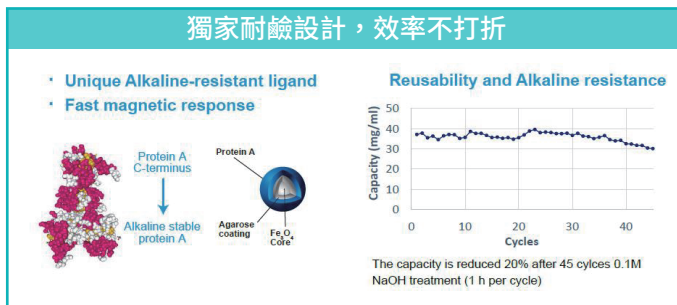 獨家耐鹼設計，效率不打折
· Unique Alkaline-resistant ligand
· Fast magnetic response
Protein A
C-terminus
Alkaline stable
protein A
Protein A
Agarose
coating
Fe3O4
Core
Reusability and Alkaline resistance
Capacity (mg/ml)
50
40
30
20
10
0
0
10
20
30
40
Cycles
The capacity is reduced 20% after 45 cylces 0.1M
NaOH treatment (1 h per cycle)